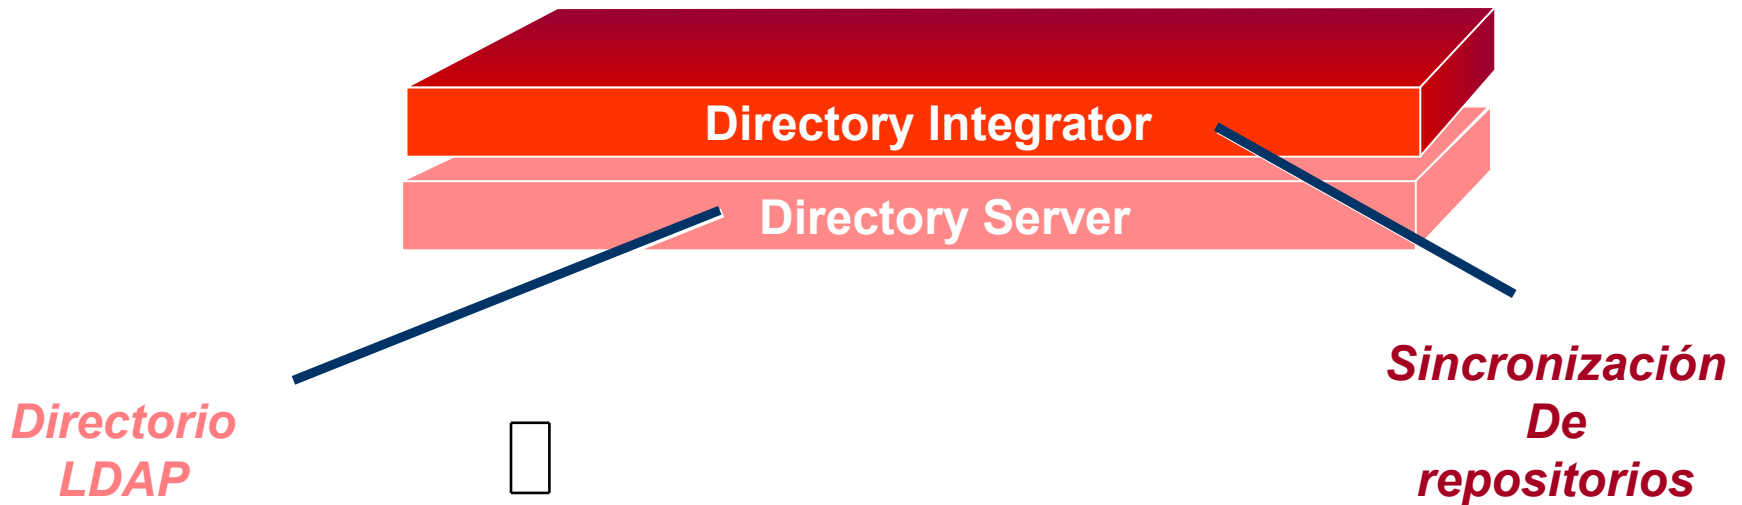 Directory Integrator
Directory Server
Sincronización
De
repositorios
Directorio
LDAP